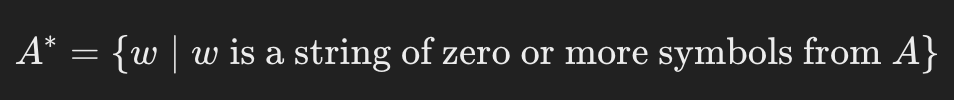 A* = {w | w is a string of zero or more symbols from A}